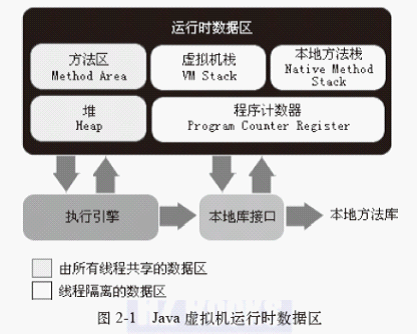 运行时数据区
方法区
Method Area
虚拟机栈
VM Stack
本地方法栈
Native Method
Stack
堆
Heap
程序计数器
Program Counter Register
执行引擎
本地库接口
本地方法库
由所有线程共享的数据区
线程隔离的数据区
图 2-1 Java 虚拟机运行时数据区